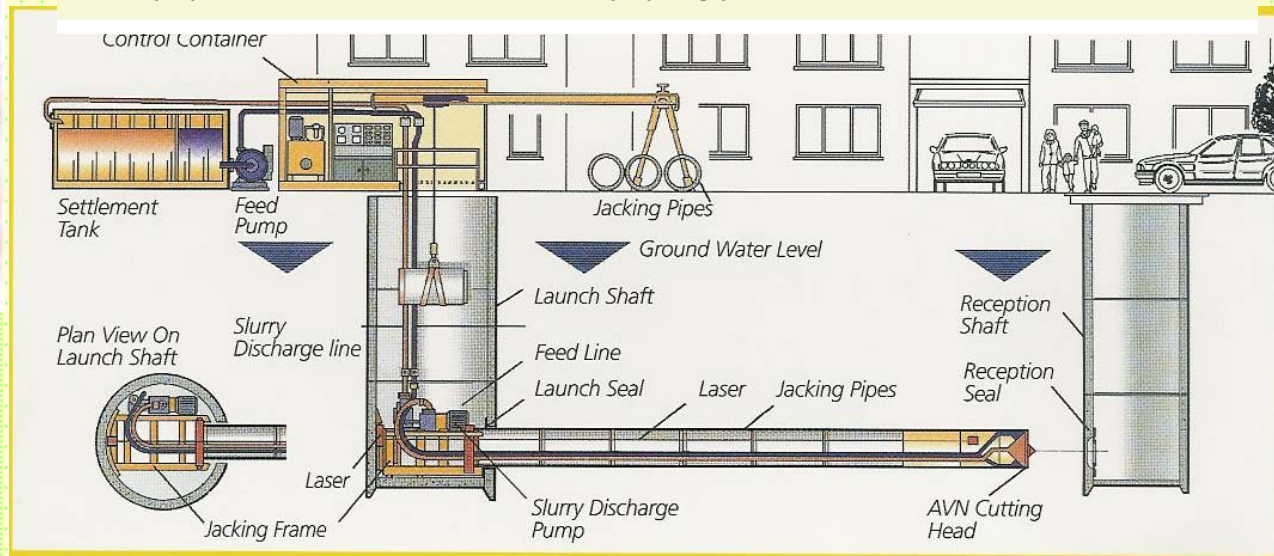 Control Container
Settlement
Tank
Feed
Pump
Jacking Pipes
Ground Water Level
Launch Shaft
Reception
Shaft
Plan View On
Launch Shaft
Slurry
Discharge line
Feed Line
Launch Seal
Laser
Jacking Pipes
Reception
Seal
Laser
Jacking Frame
Slurry Discharge
Pump
AVN Cutting
Head